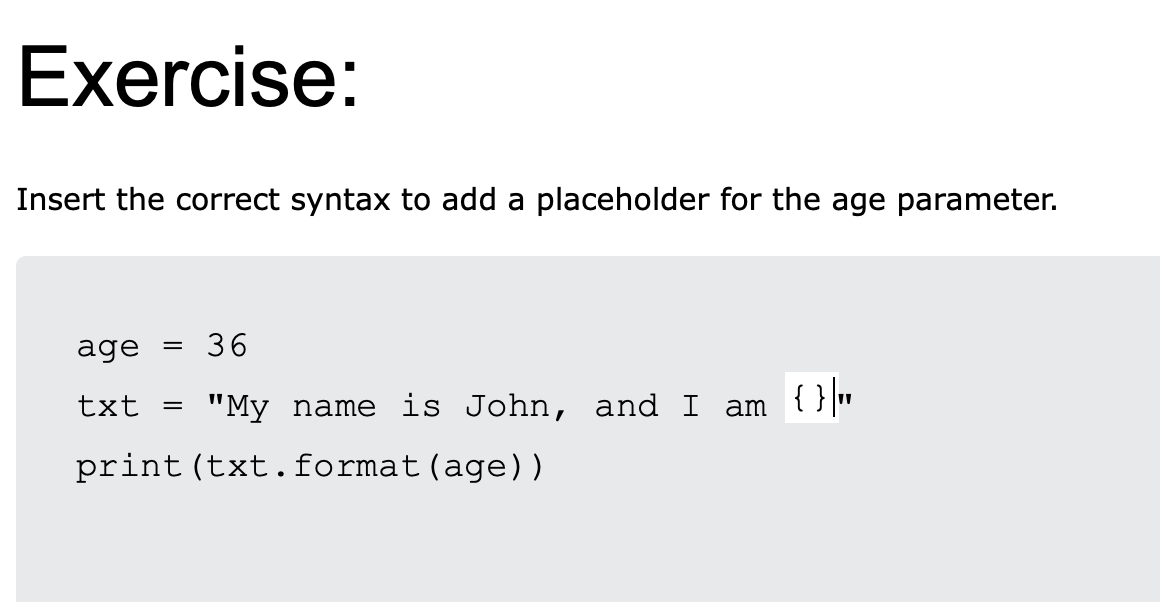 Exercise:
Insert the correct syntax to add a placeholder for the age parameter.
age = 36
txt = "My name is John, and I am {}"
print(txt.format(age))